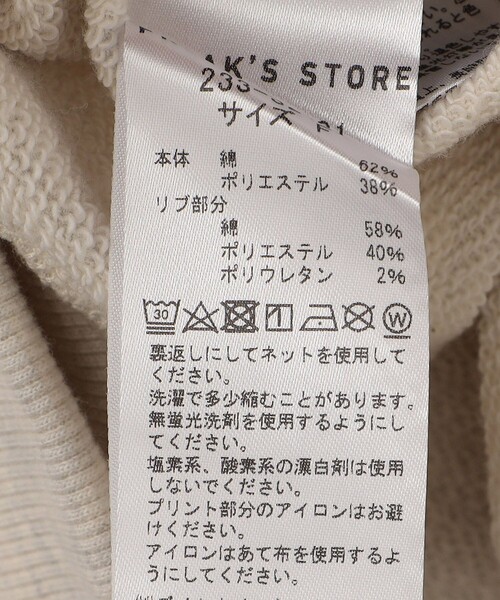 AK'S STORE
サイズ
本体 綿 62%
ポリエステル 38%
リブ部分
綿 58%
ポリエステル 40%
ポリウレタン 2%
30 1 W
裏返しにしてネットを使用して
ください。
洗濯で多少縮むことがあります。
無蛍光洗剤を使用するようにし
てください。
塩素系、酸素系の漂白剤は使用
しないでください。
プリント部分のアイロンはお避
けください。
アイロンはあて布を使用するよ
うにしてください。